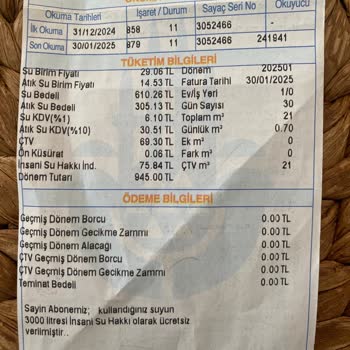 Okuma Tarihleri İşaret / Durum Sayaç Seri No Okuyucu
İlk Okuma 31/12/2024 858 11 3052466 -
Son Okuma 30/01/2025 879 11 3052466 241941
TÜKETİM BİLGİLERİ
Su Birim Fiyatı 29.06 TL Dönem 202501
Atık Su Birim Fiyatı 14.53 TL Fatura Tarihi 30/01/2025
Su Bedeli 610.26 TL Ev/İş Yeri 1/0
Atık Su Bedeli 305.13 TL Gün Sayısı 30
Su KDV(%1) 6.10 TL Toplam m³ 21
Atık Su KDV(%10) 30.51 TL Günlük m³ 0.70
ÇTV 69.30 TL Ek m³ 0
Ön Küsürat 0.06 TL Fark m³ 0
İnsani Su Hakkı İnd. 75.84 TL ÇTV m³ 21
Dönem Tutarı 945.00 TL
ÖDEME BİLGİLERİ
Geçmiş Dönem Borcu 0.00 TL
Geçmiş Dönem Gecikme Zammı 0.00 TL
Geçmiş Dönem Alacağı 0.00 TL
ÇTV Geçmiş Dönem Borcu 0.00 TL
ÇTV Geçmiş Dönem Gecikme Zammı 0.00 TL
Teminat Bedeli 0.00 TL
Sayin Abonemiz; kullandığınız suyun
3000 litresi İnsani Su Hakkı olarak ücretsiz
verilmiştir..